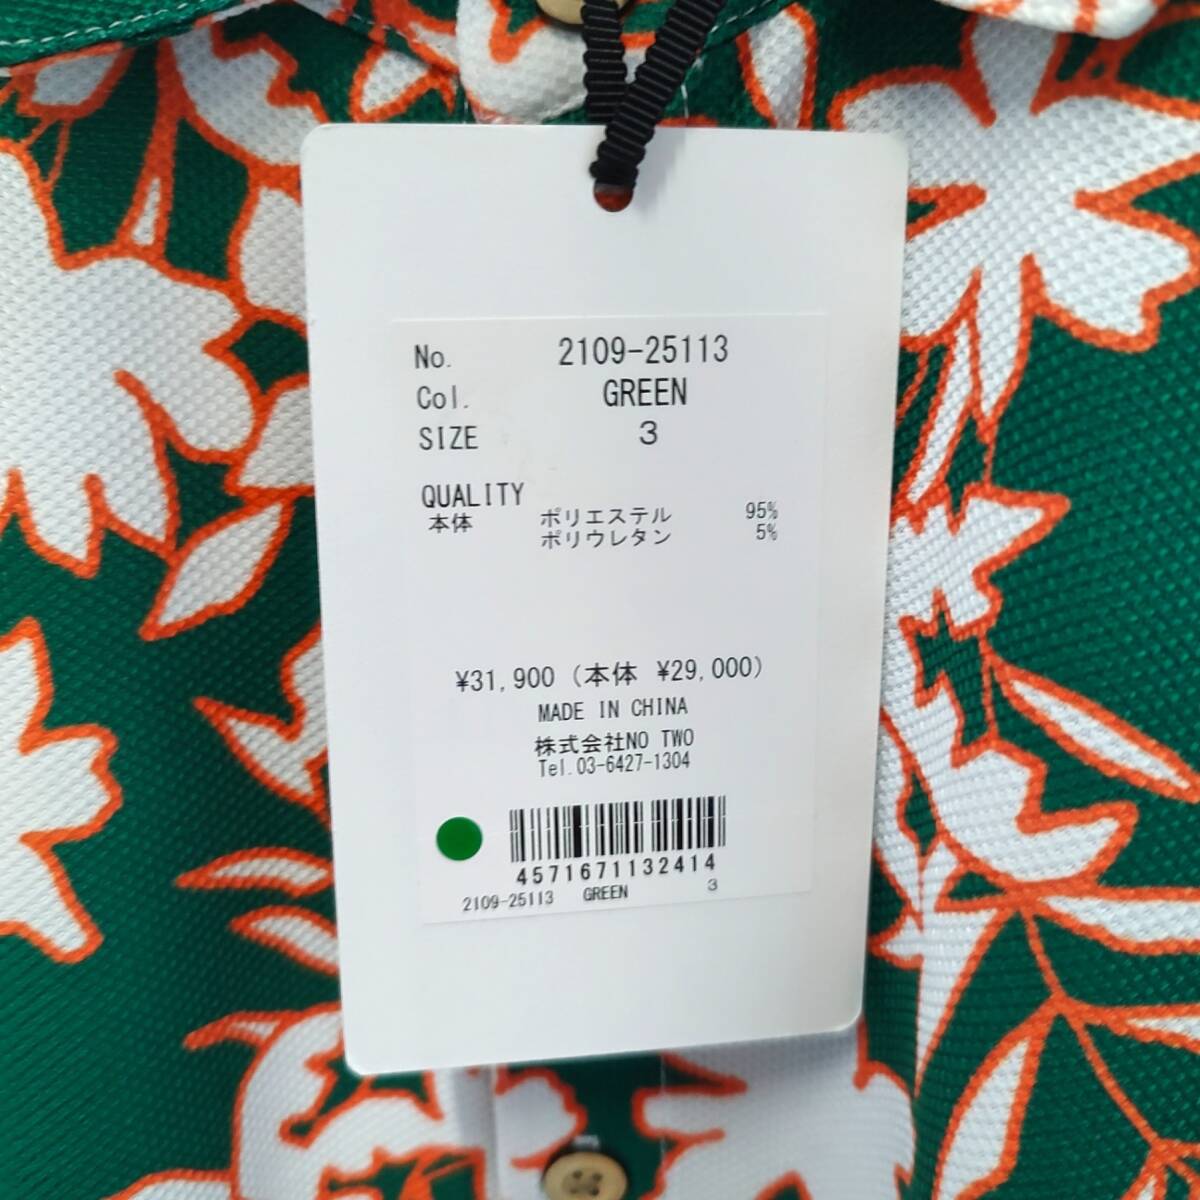 No. 2109-25113
Col. GREEN
SIZE 3
QUALITY
本体 ポリエステル 95%
ポリウレタン 5%
¥31,900 (本体 ¥29,000)
MADE IN CHINA
株式会社NO TWO
Tel.03-6427-1304
4571671132414
2109-25113 GREEN 3